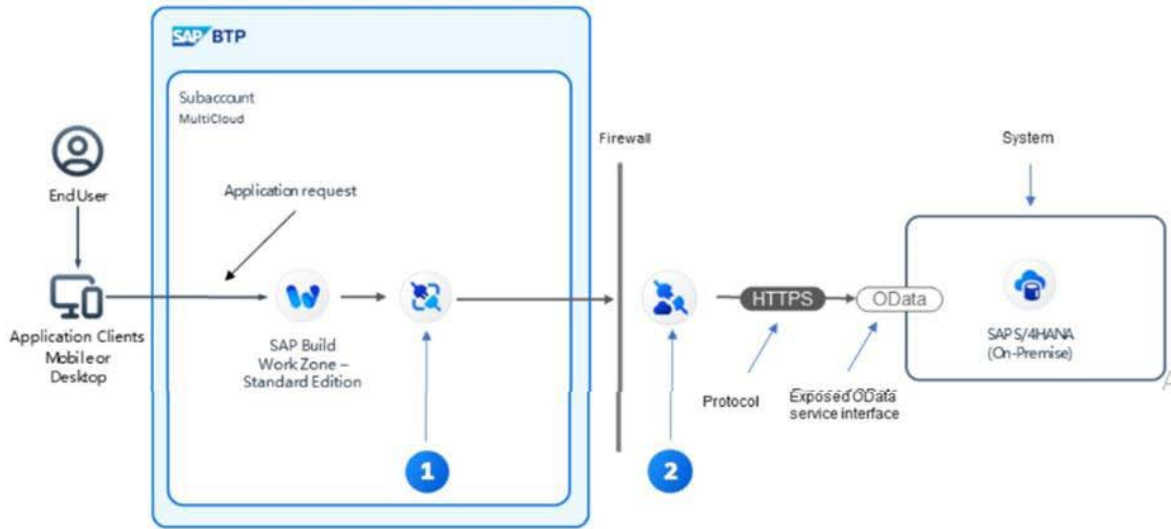 SAP BTP
Subaccount
MultiCloud
Firewall
System
End User
Application request
HTTPS
OData
Application Clients
Mobile or
Desktop
SAP Build
Work Zone –
Standard Edition
SAP S/4HANA
(On-Premise)
A
Protocol
Exposed OData
service interface
1
2